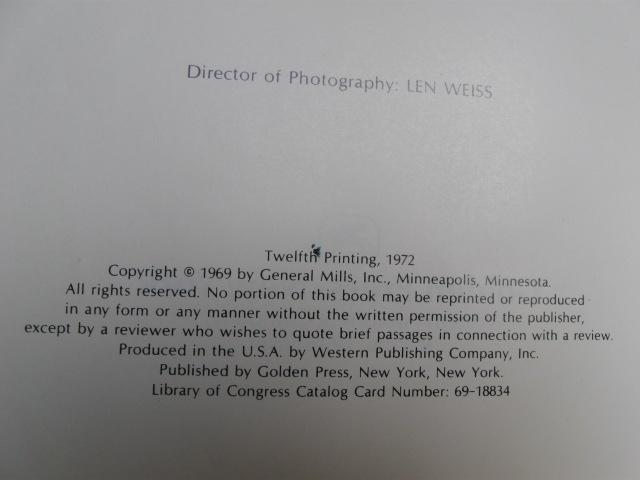 Director of Photography: LEN WEISS
Twelfth Printing, 1972
Copyright © 1969 by General Mills, Inc., Minneapolis, Minnesota.
All rights reserved. No portion of this book may be reprinted or reproduced
in any form or any manner without the written permission of the publisher,
except by a reviewer who wishes to quote brief passages in connection with a review.
Produced in the U.S.A. by Western Publishing Company, Inc.
Published by Golden Press, New York, New York.
Library of Congress Catalog Card Number: 69-18834